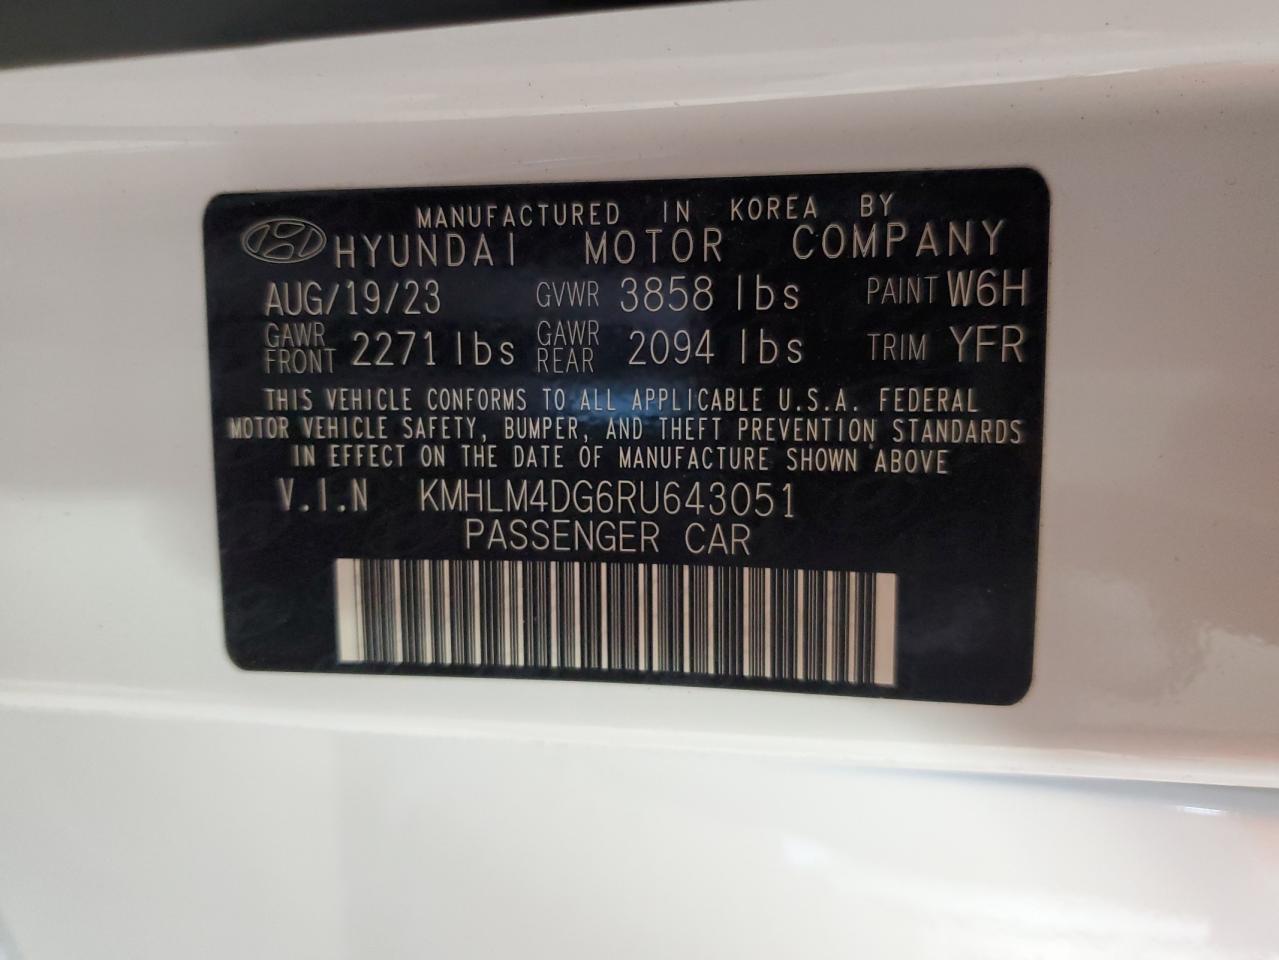 MANUFACTURED IN KOREA BY
HYUNDAI MOTOR COMPANY
AUG/19/23 GVWR 3858 lbs PAINT W6H
GAWR FRONT 2271 lbs GAWR REAR 2094 lbs TRIM YFR
THIS VEHICLE CONFORMS TO ALL APPLICABLE U.S.A. FEDERAL
MOTOR VEHICLE SAFETY, BUMPER, AND THEFT PREVENTION STANDARDS
IN EFFECT ON THE DATE OF MANUFACTURE SHOWN ABOVE
V.I.N KMHLM4DG6RU643051
PASSENGER CAR